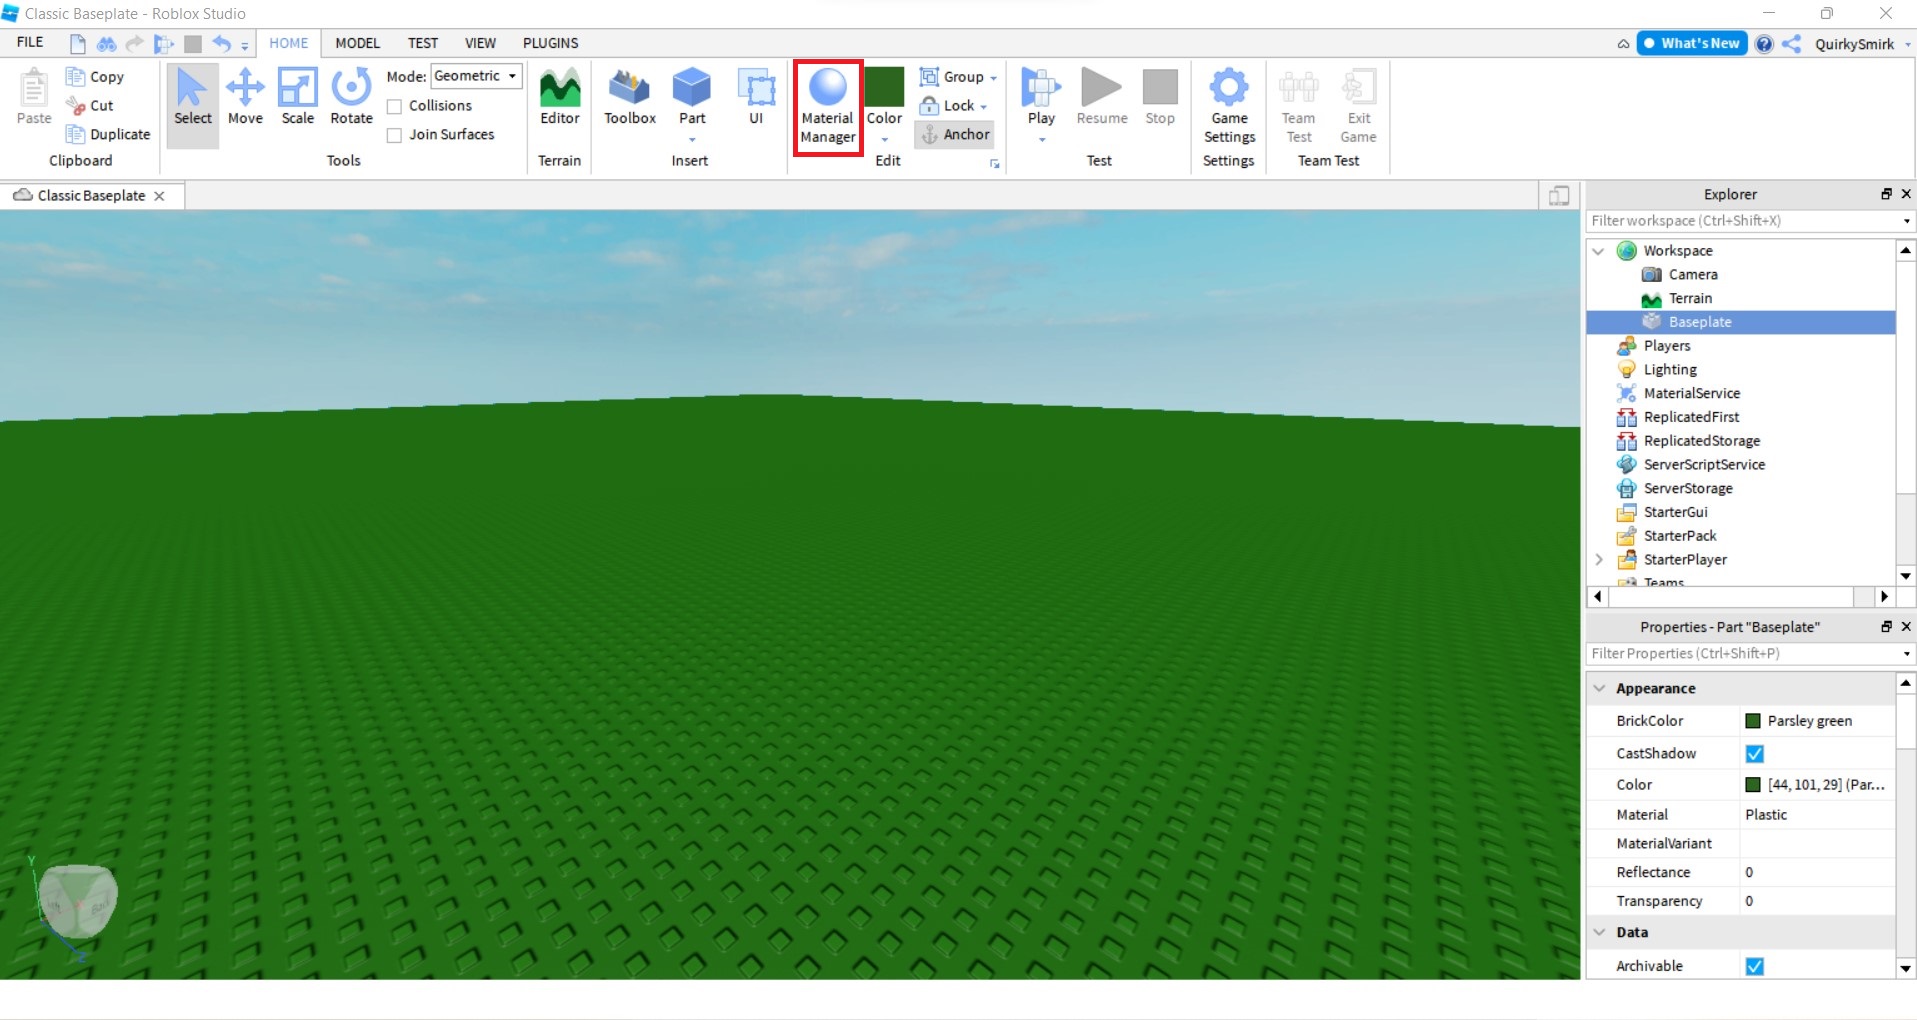 Classic Baseplate - Roblox Studio
FILE HOME MODEL TEST VIEW PLUGINS What's New QuirkySmirk
Paste Copy Cut Duplicate
Clipboard
Select Move Scale Rotate
Mode: Geometric
Collisions
Join Surfaces
Tools
Editor
Terrain
Toolbox Part UI
Insert
Material
Manager
Color
Group
Lock
Anchor
Edit
Play Resume Stop
Test
Game
Settings
Settings
Team
Test
Exit
Game
Team Test
Classic Baseplate
Explorer
Filter workspace (Ctrl+Shift+X)
Workspace
Camera
Terrain
Baseplate
Players
Lighting
MaterialService
ReplicatedFirst
ReplicatedStorage
ServerScriptService
ServerStorage
StarterGui
StarterPack
StarterPlayer
Teams
Properties - Part "Baseplate"
Filter Properties (Ctrl+Shift+P)
Appearance
BrickColor Parsley green
CastShadow
Color [44, 101, 29] (Par...
Material Plastic
MaterialVariant
Reflectance 0
Transparency 0
Data
Archivable
Y
Back
Z